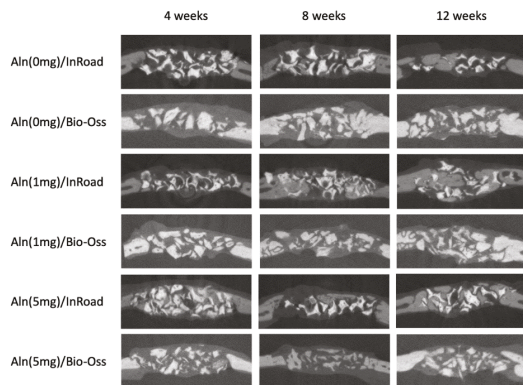 4 weeks 8 weeks 12 weeks
Aln(0mg)/InRoad
Aln(0mg)/Bio-Oss
Aln(1mg)/InRoad
Aln(1mg)/Bio-Oss
Aln(5mg)/InRoad
Aln(5mg)/Bio-Oss